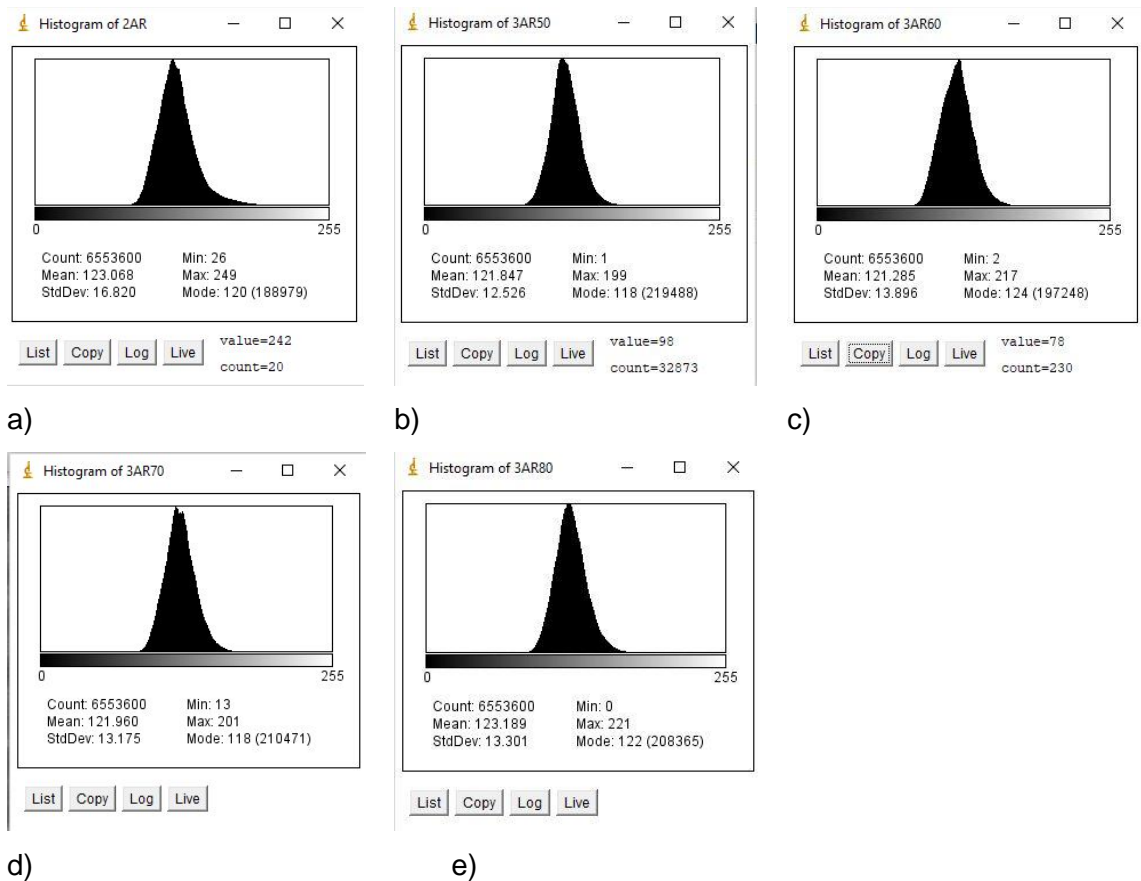 Histogram of 2AR
0 255
Count: 6553600 Min: 26
Mean: 123.068 Max: 249
StdDev: 16.820 Mode: 120 (188979)
List Copy Log Live value=242
count=20
a)
Histogram of 3AR50
0 255
Count: 6553600 Min: 1
Mean: 121.847 Max: 199
StdDev: 12.526 Mode: 118 (219488)
List Copy Log Live value=98
count=32873
b)
Histogram of 3AR60
0 255
Count: 6553600 Min: 2
Mean: 121.285 Max: 217
StdDev: 13.896 Mode: 124 (197248)
List Copy Log Live value=78
count=230
c)
Histogram of 3AR70
0 255
Count: 6553600 Min: 13
Mean: 121.960 Max: 201
StdDev: 13.175 Mode: 118 (210471)
List Copy Log Live
d)
Histogram of 3AR80
0 255
Count: 6553600 Min: 0
Mean: 123.189 Max: 221
StdDev: 13.301 Mode: 122 (208365)
List Copy Log Live
e)